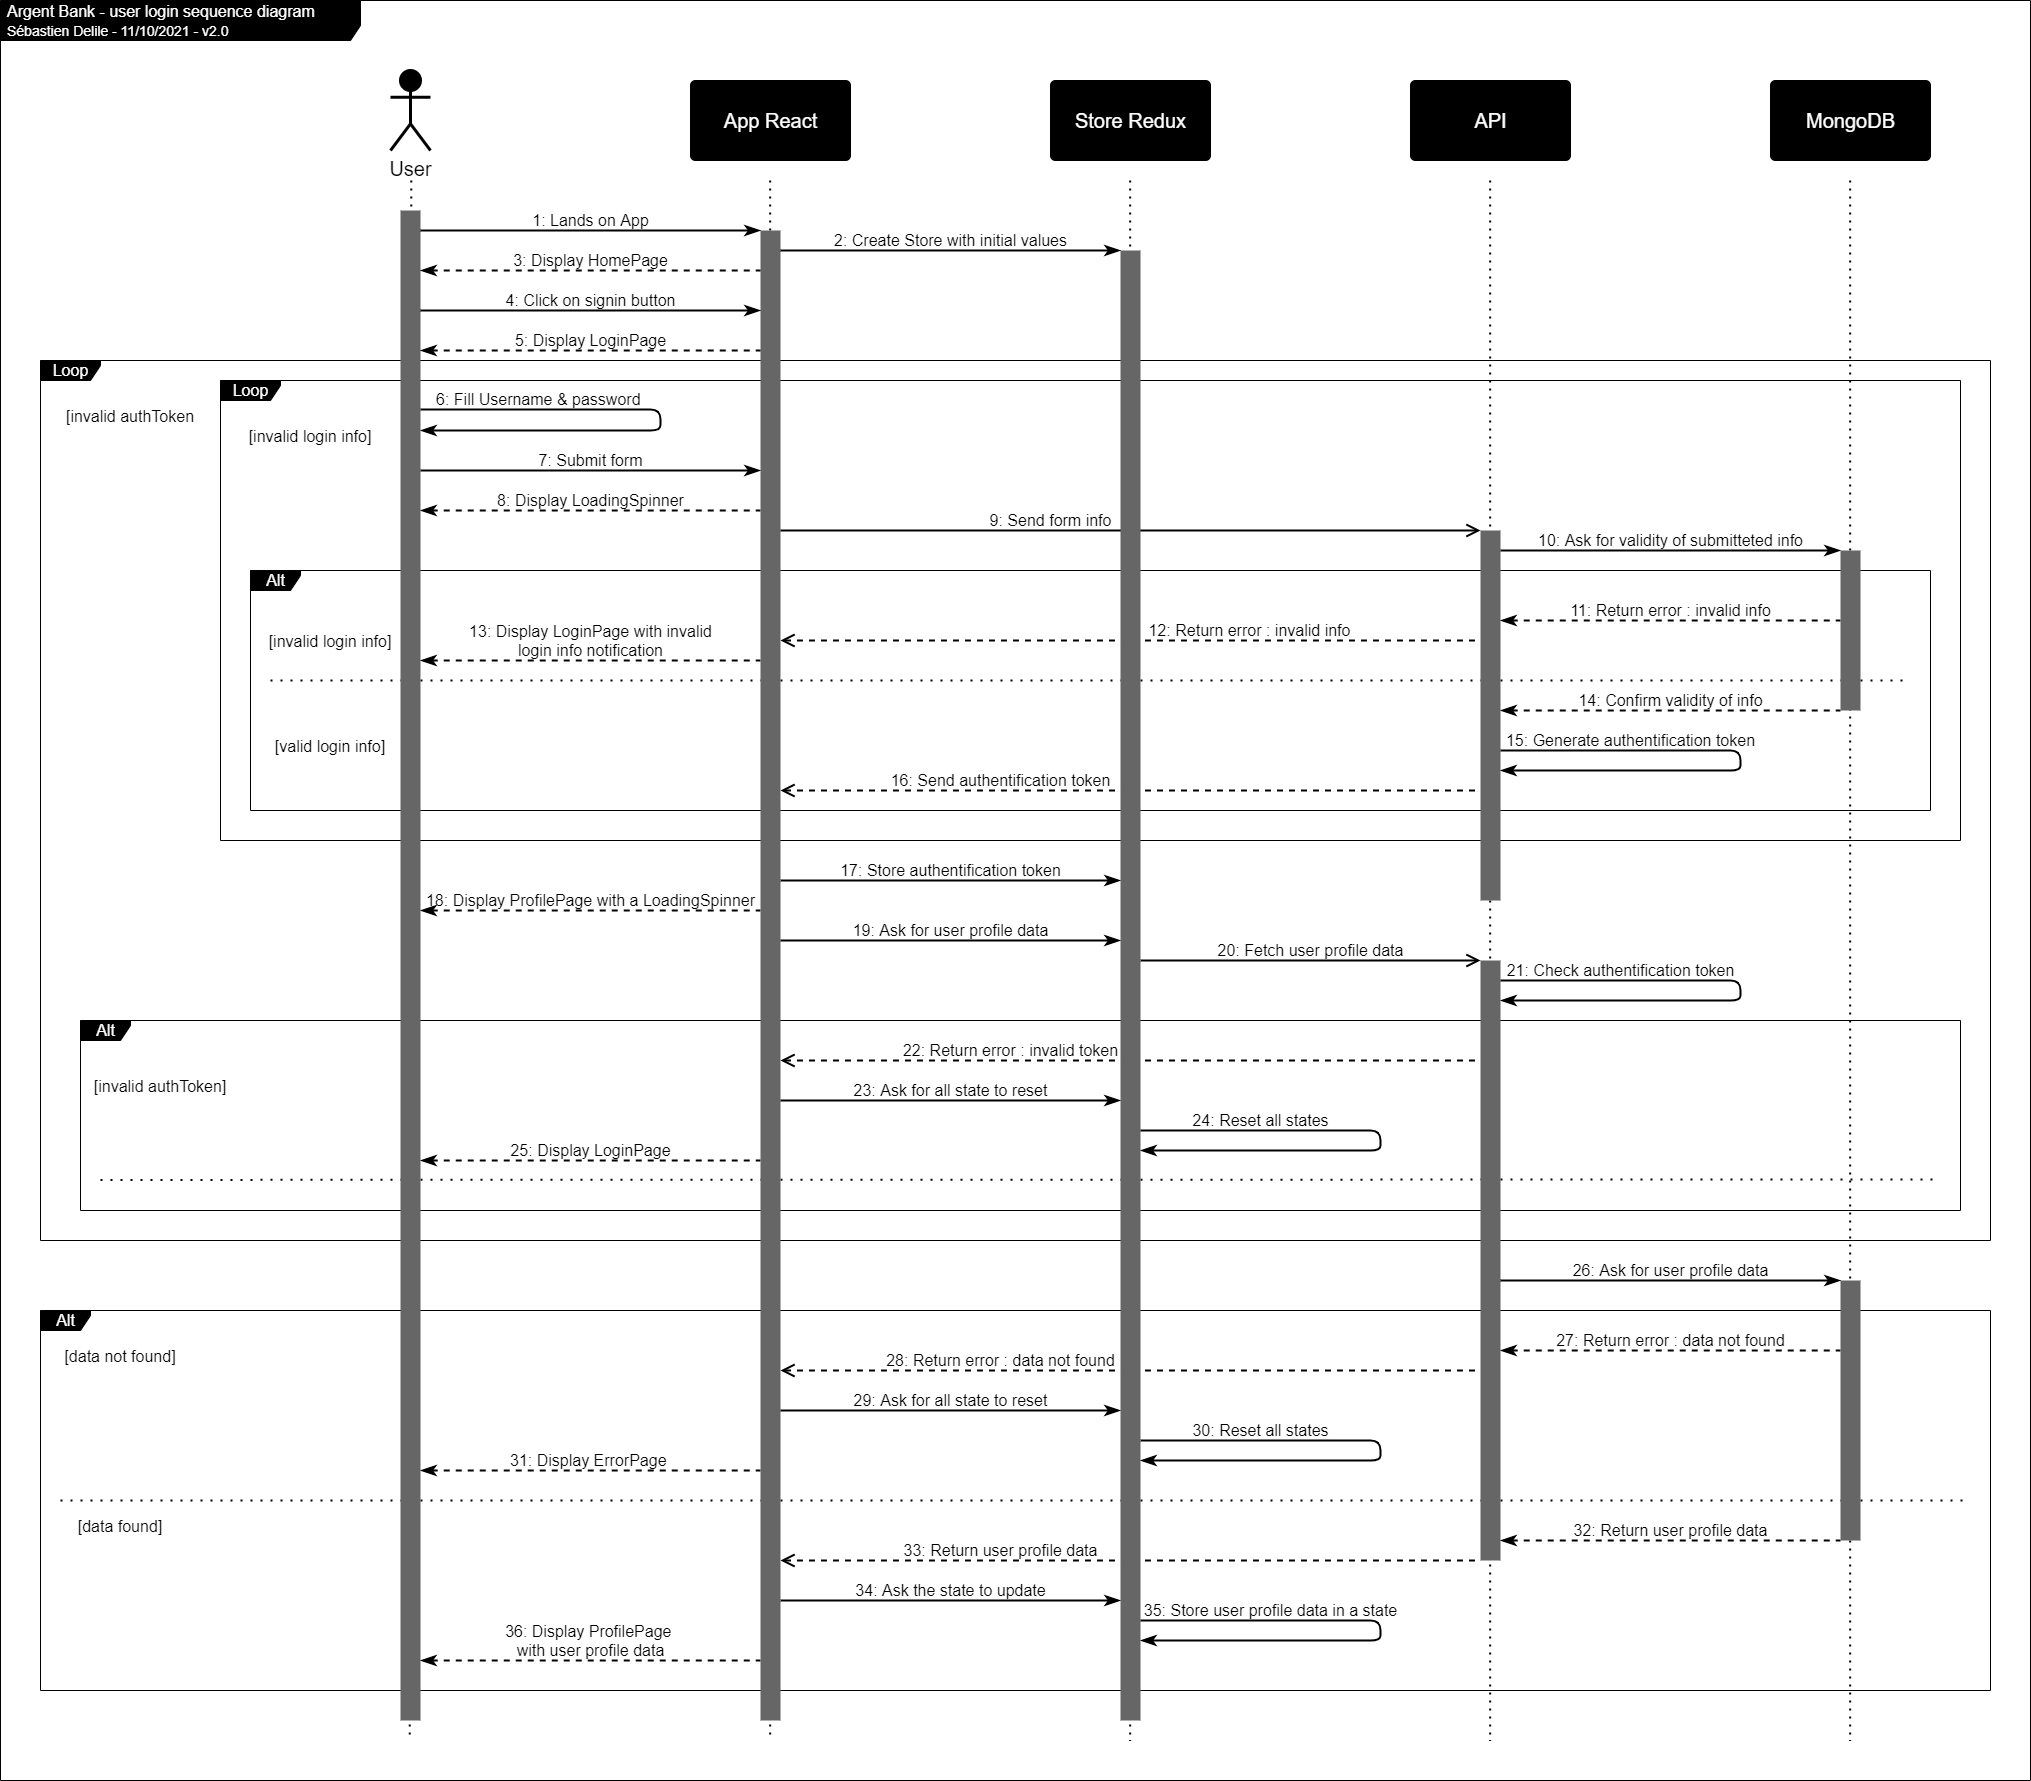 Argent Bank - user login sequence diagram
Sébastien Delile - 11/10/2021 - v2.0
User
App React
Store Redux
API
MongoDB
1: Lands on App
2: Create Store with initial values
3: Display HomePage
4: Click on signin button
5: Display LoginPage
Loop
[invalid authToken
Loop
[invalid login info]
6: Fill Username & password
7: Submit form
8: Display LoadingSpinner
9: Send form info
10: Ask for validity of submitteted info
Alt
[invalid login info]
11: Return error : invalid info
12: Return error : invalid info
13: Display LoginPage with invalid
login info notification
14: Confirm validity of info
[valid login info]
15: Generate authentification token
16: Send authentification token
17: Store authentification token
18: Display ProfilePage with a LoadingSpinner
19: Ask for user profile data
20: Fetch user profile data
21: Check authentification token
Alt
[invalid authToken]
22: Return error : invalid token
23: Ask for all state to reset
24: Reset all states
25: Display LoginPage
26: Ask for user profile data
Alt
[data not found]
27: Return error : data not found
28: Return error : data not found
29: Ask for all state to reset
30: Reset all states
31: Display ErrorPage
[data found]
32: Return user profile data
33: Return user profile data
34: Ask the state to update
35: Store user profile data in a state
36: Display ProfilePage
with user profile data